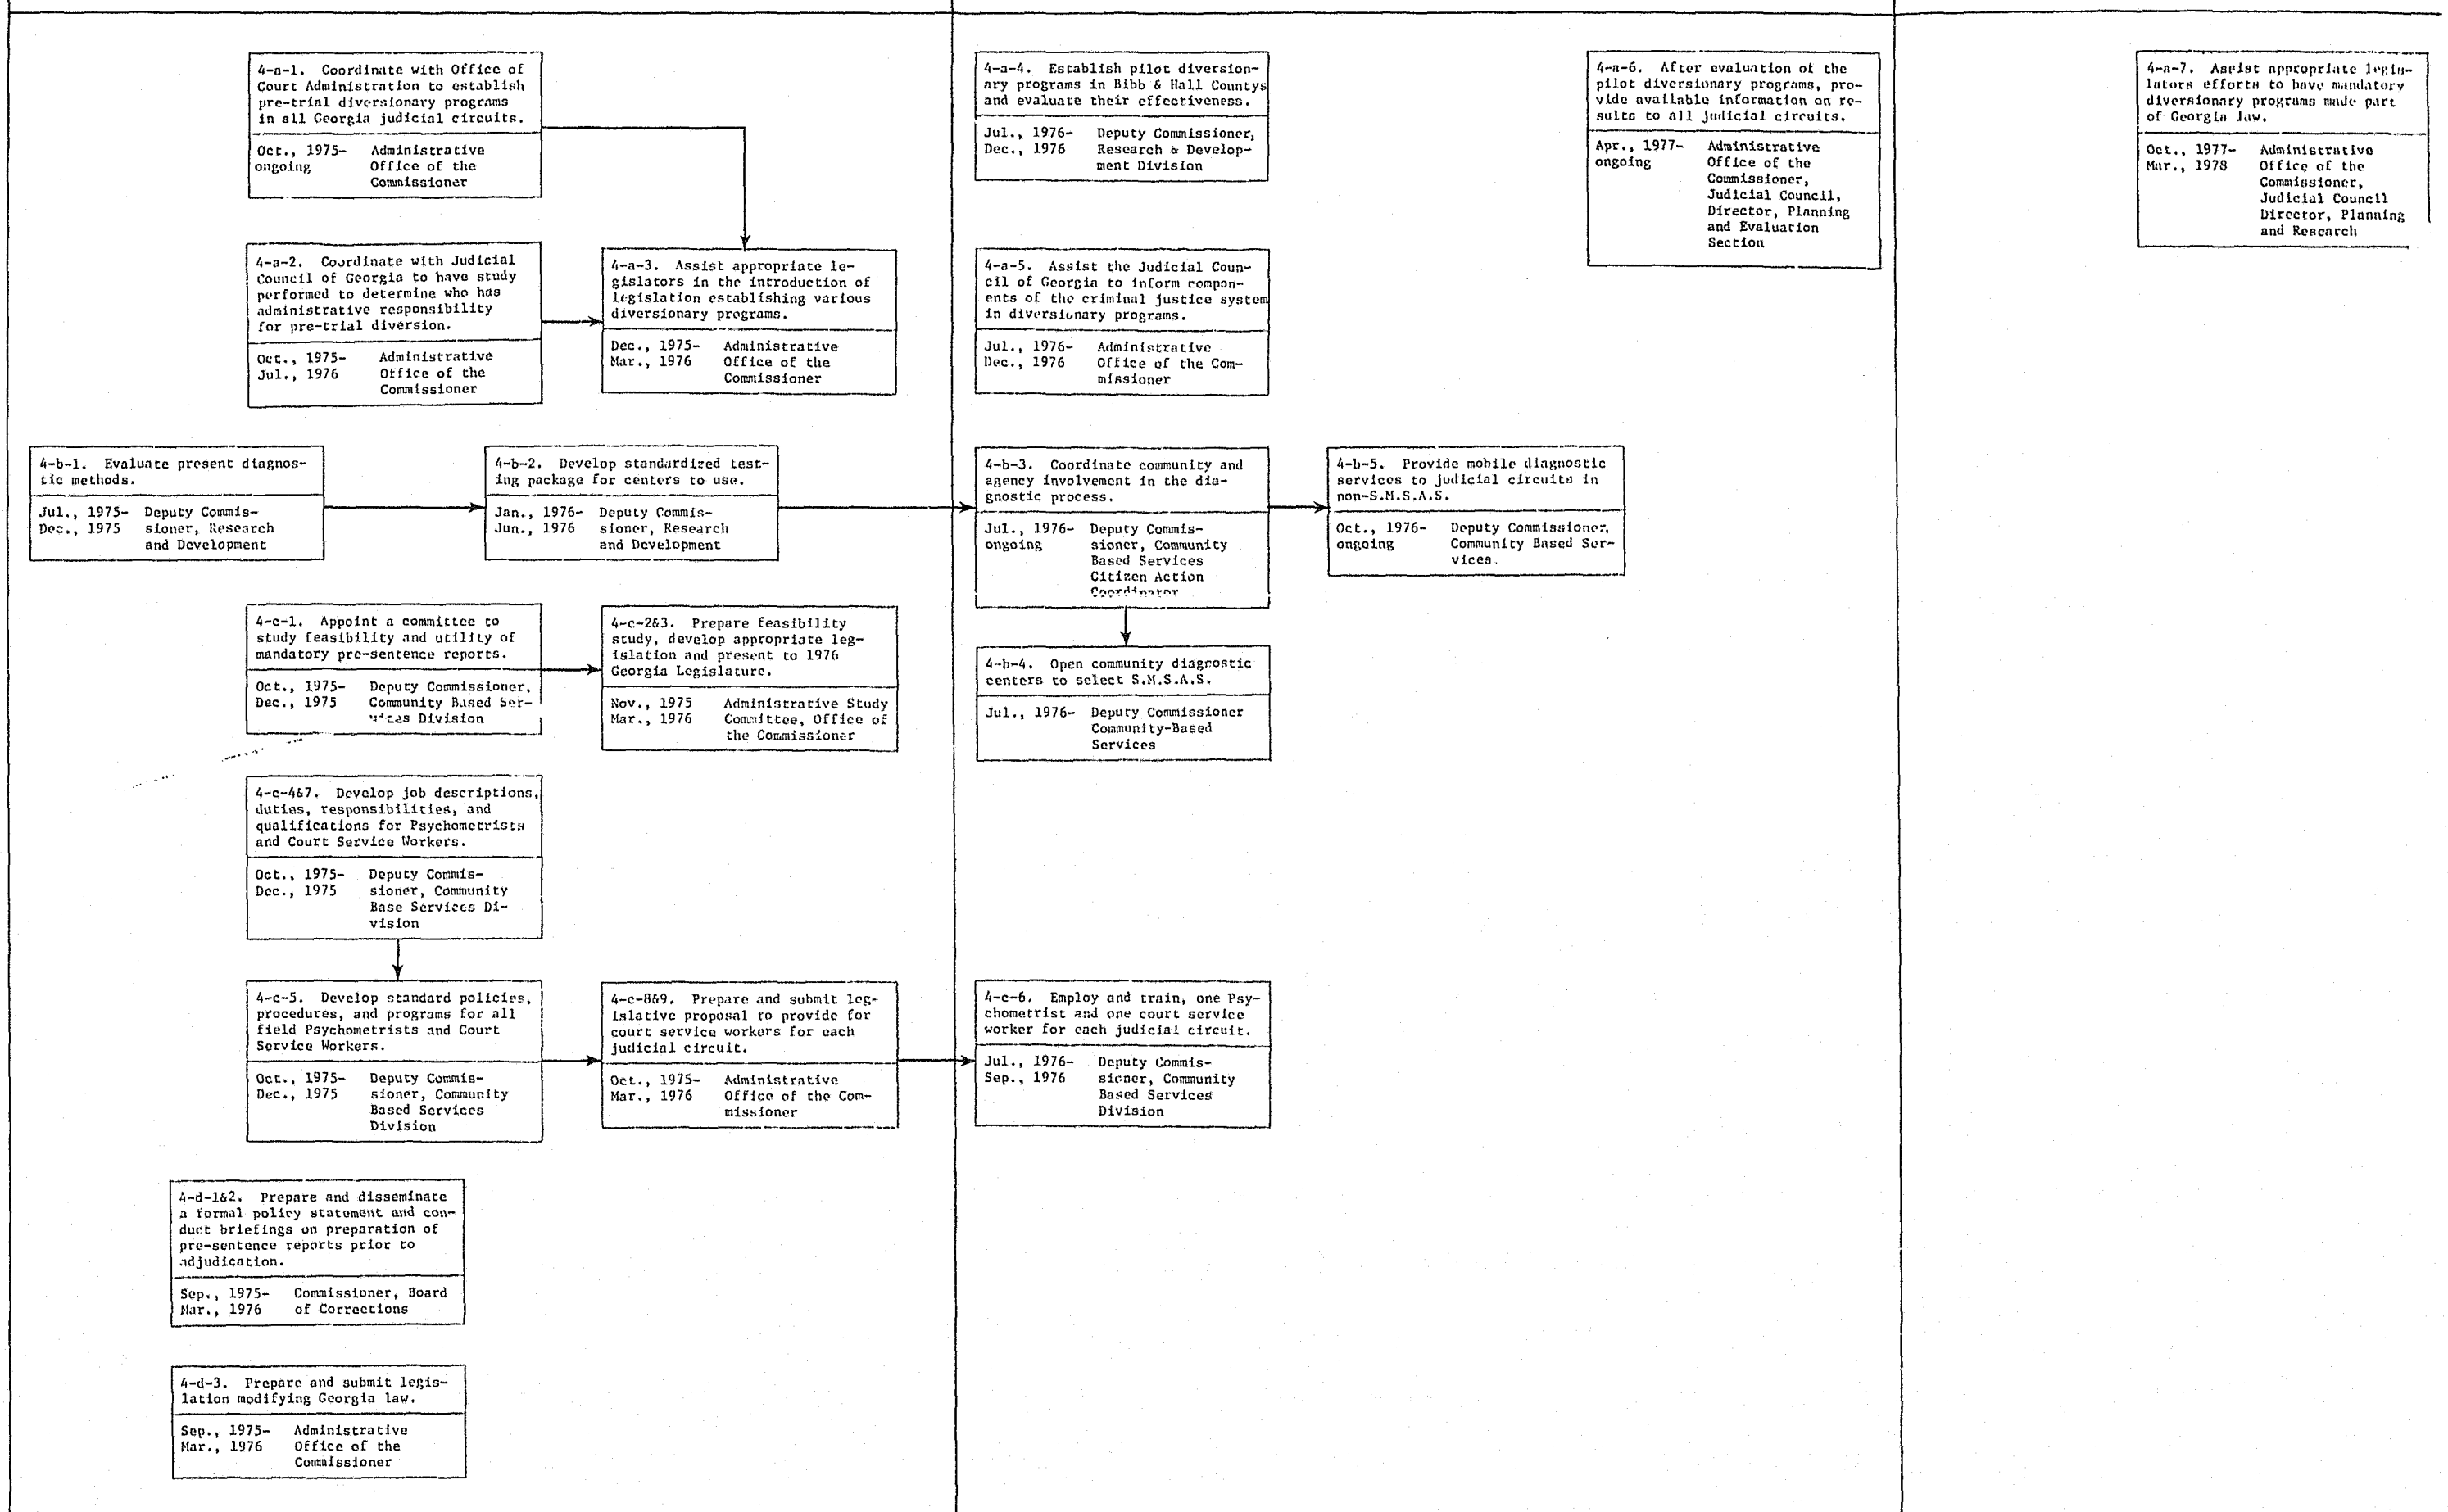 4-a-1. Coordinate with Office of
Court Administration to establish
pre-trial diversionary programs
in all Georgia judicial circuits.
Oct., 1975- Administrative
ongoing Office of the
Commissioner
4-a-4. Establish pilot diversion-
ary programs in Bibb & Hall Countys
and evaluate their effectiveness.
Jul., 1976- Deputy Commissioner,
Dec., 1976 Research & Develop-
ment Division
4-a-6. After evaluation of the
pilot diversionary programs, pro-
vide available information on re-
sults to all judicial circuits.
Apr., 1977- Administrative
ongoing Office of the
Commissioner,
Judicial Council,
Director, Planning
and Evaluation
Section
4-a-7. Assist appropriate legis-
lators efforts to have mandatory
diversionary programs made part
of Georgia law.
Oct., 1977- Administrative
Mar., 1978 Office of the
Commissioner,
Judicial Council
Director, Planning
and Research
4-a-2. Coordinate with Judicial
Council of Georgia to have study
performed to determine who has
administrative responsibility
for pre-trial diversion.
Oct., 1975- Administrative
Jul., 1976 Office of the
Commissioner
4-a-3. Assist appropriate le-
gislators in the introduction of
legislation establishing various
diversionary programs.
Dec., 1975- Administrative
Mar., 1976 Office of the
Commissioner
4-a-5. Assist the Judicial Coun-
cil of Georgia to inform compon-
ents of the criminal justice system
in diversionary programs.
Jul., 1976- Administrative
Dec., 1976 Office of the Com-
missioner
4-b-1. Evaluate present diagnos-
tic methods.
Jul., 1975- Deputy Commis-
Dec., 1975 sioner, Research
and Development
4-b-2. Develop standardized test-
ing package for centers to use.
Jan., 1976- Deputy Commis-
Jun., 1976 sioner, Research
and Development
4-b-3. Coordinate community and
agency involvement in the dia-
gnostic process.
Jul., 1976- Deputy Commis-
ongoing sioner, Community
Based Services
Citizen Action
Coordinator
4-b-5. Provide mobile diagnostic
services to judicial circuits in
non-S.M.S.A.S.
Oct., 1976- Deputy Commissioner,
ongoing Community Based Ser-
vices.
4-c-1. Appoint a committee to
study feasibility and utility of
mandatory pre-sentence reports.
Oct., 1975- Deputy Commissioner,
Dec., 1975 Community Based Ser-
vices Division
4-c-2&3. Prepare feasibility
study, develop appropriate leg-
islation and present to 1976
Georgia Legislature.
Nov., 1975 Administrative Study
Mar., 1976 Committee, Office of
the Commissioner
4-b-4. Open community diagnostic
centers to select S.M.S.A.S.
Jul., 1976- Deputy Commissioner
Community-Based
Services
4-c-4&7. Develop job descriptions,
duties, responsibilities, and
qualifications for Psychometrists
and Court Service Workers.
Oct., 1975- Deputy Commis-
Dec., 1975 sioner, Community
Base Services Di-
vision
4-c-5. Develop standard policies,
procedures, and programs for all
field Psychometrists and Court
Service Workers.
Oct., 1975- Deputy Commis-
Dec., 1975 sioner, Community
Based Services
Division
4-c-8&9. Prepare and submit leg-
islative proposal to provide for
court service workers for each
judicial circuit.
Oct., 1975- Administrative
Mar., 1976 Office of the Com-
missioner
4-c-6. Employ and train, one Psy-
chometrist and one court service
worker for each judicial circuit.
Jul., 1976- Deputy Commis-
Sep., 1976 sioner, Community
Based Services
Division
4-d-1&2. Prepare and disseminate
a formal policy statement and con-
duct briefings on preparation of
pre-sentence reports prior to
adjudication.
Sep., 1975- Commissioner, Board
Mar., 1976 of Corrections
4-d-3. Prepare and submit legis-
lation modifying Georgia law.
Sep., 1975- Administrative
Mar., 1976 Office of the
Commissioner